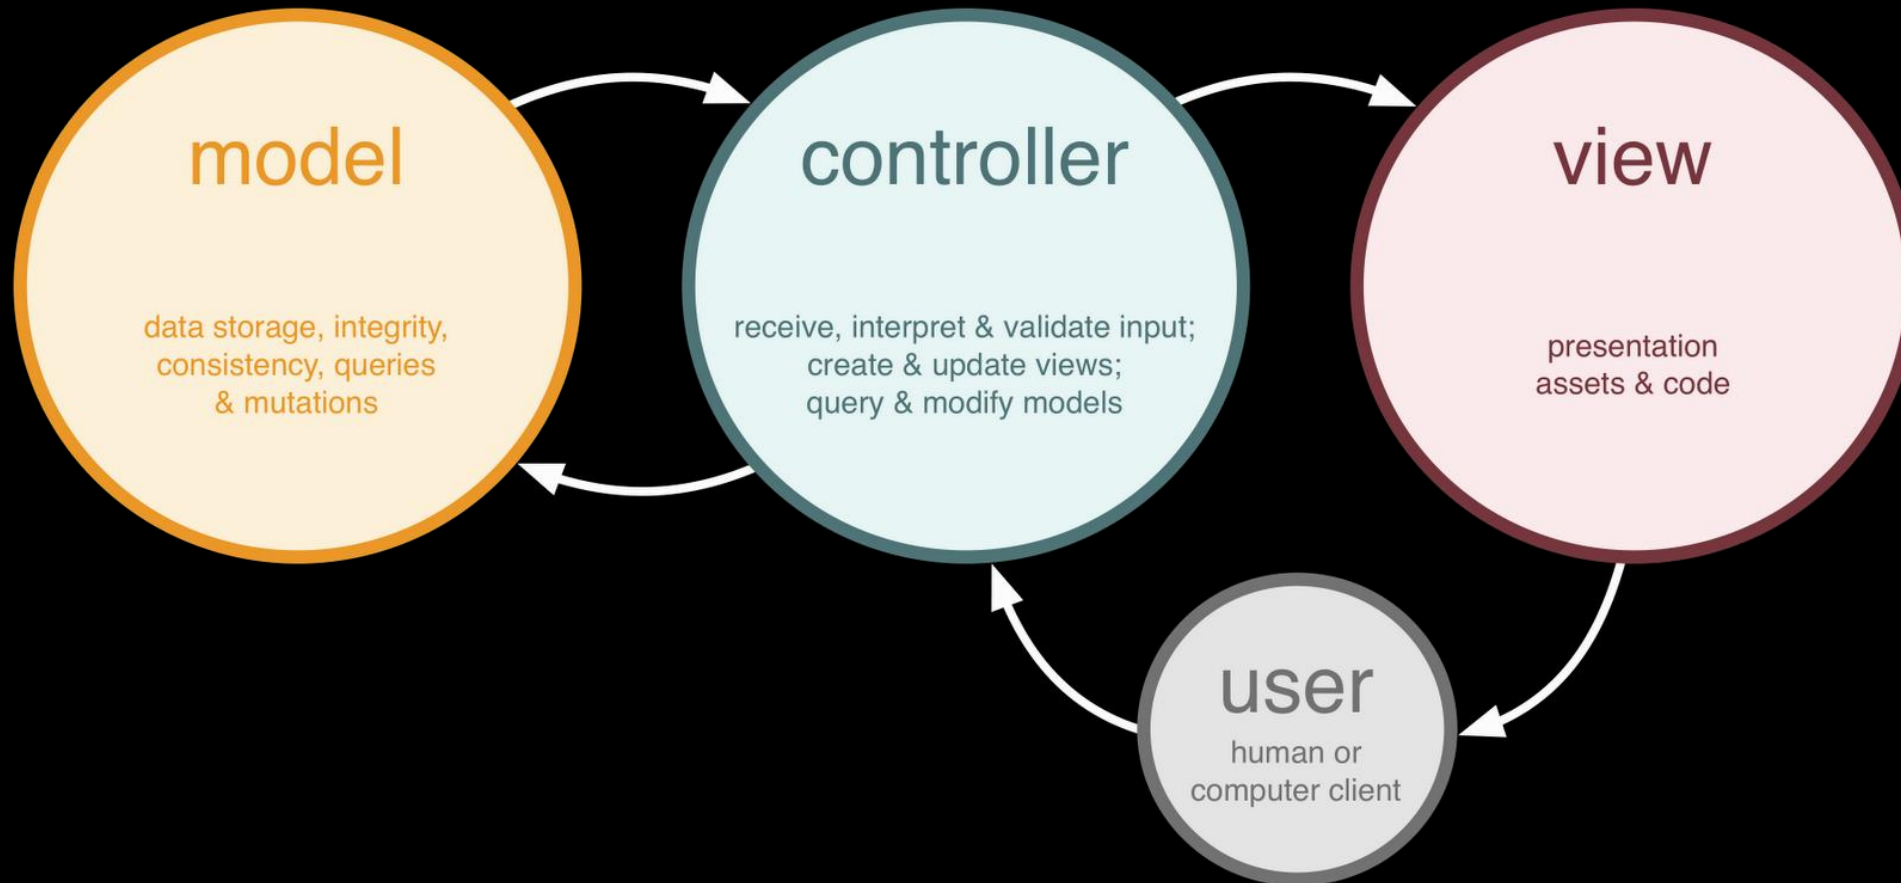 model
data storage, integrity,
consistency, queries
& mutations
controller
receive, interpret & validate input;
create & update views;
query & modify models
view
presentation
assets & code
user
human or
computer client